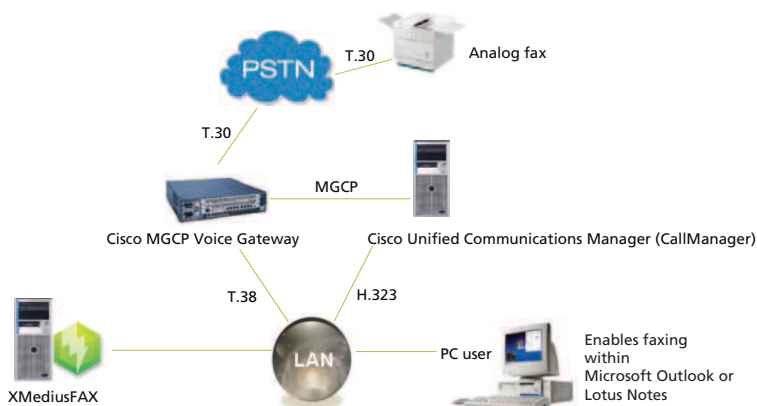 T.30
Analog fax
PSTN
T.30
MGCP
Cisco MGCP Voice Gateway
Cisco Unified Communications Manager (CallManager)
T.38
H.323
LAN
PC user
Enables faxing
within
Microsoft Outlook or
Lotus Notes
XMediusFAX